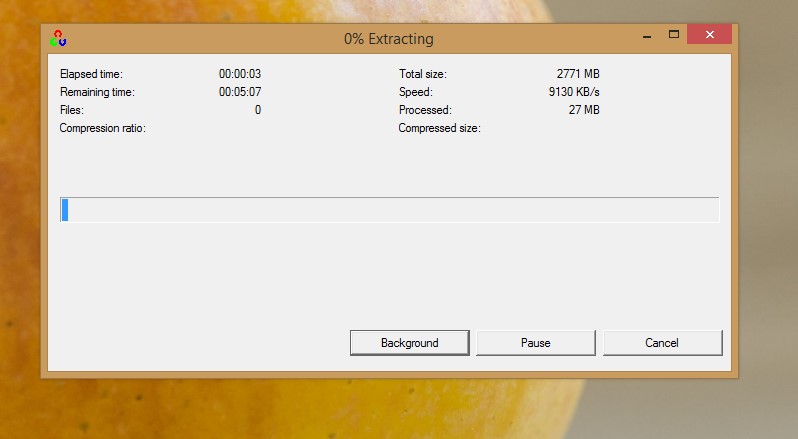 0% Extracting
Elapsed time: 00:00:03
Total size: 2771 MB
Remaining time: 00:05:07
Speed: 9130 KB/s
Files: 0
Processed: 27 MB
Compression ratio:
Compressed size:
Background
Pause
Cancel